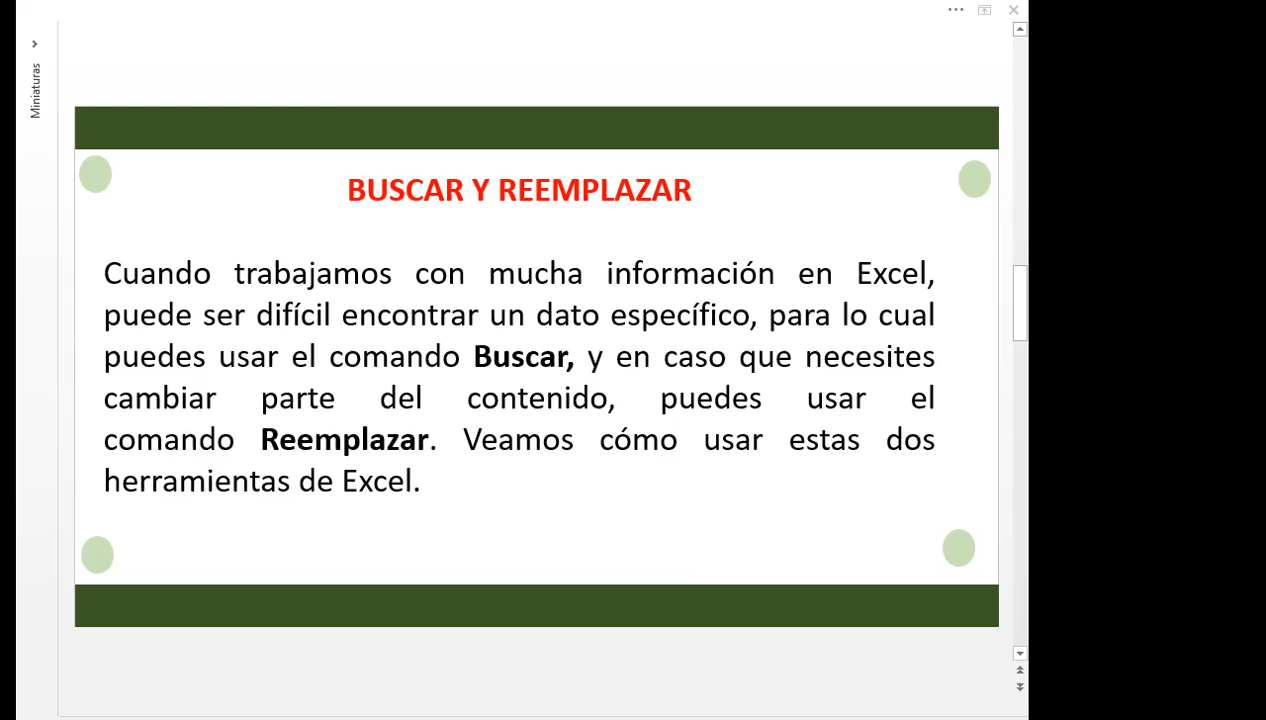 Miniaturas
BUSCAR Y REEMPLAZAR
Cuando trabajamos con mucha información en Excel,
puede ser difícil encontrar un dato específico, para lo cual
puedes usar el comando Buscar, y en caso que necesites
cambiar parte del contenido, puedes usar el
comando Reemplazar. Veamos cómo usar estas dos
herramientas de Excel.